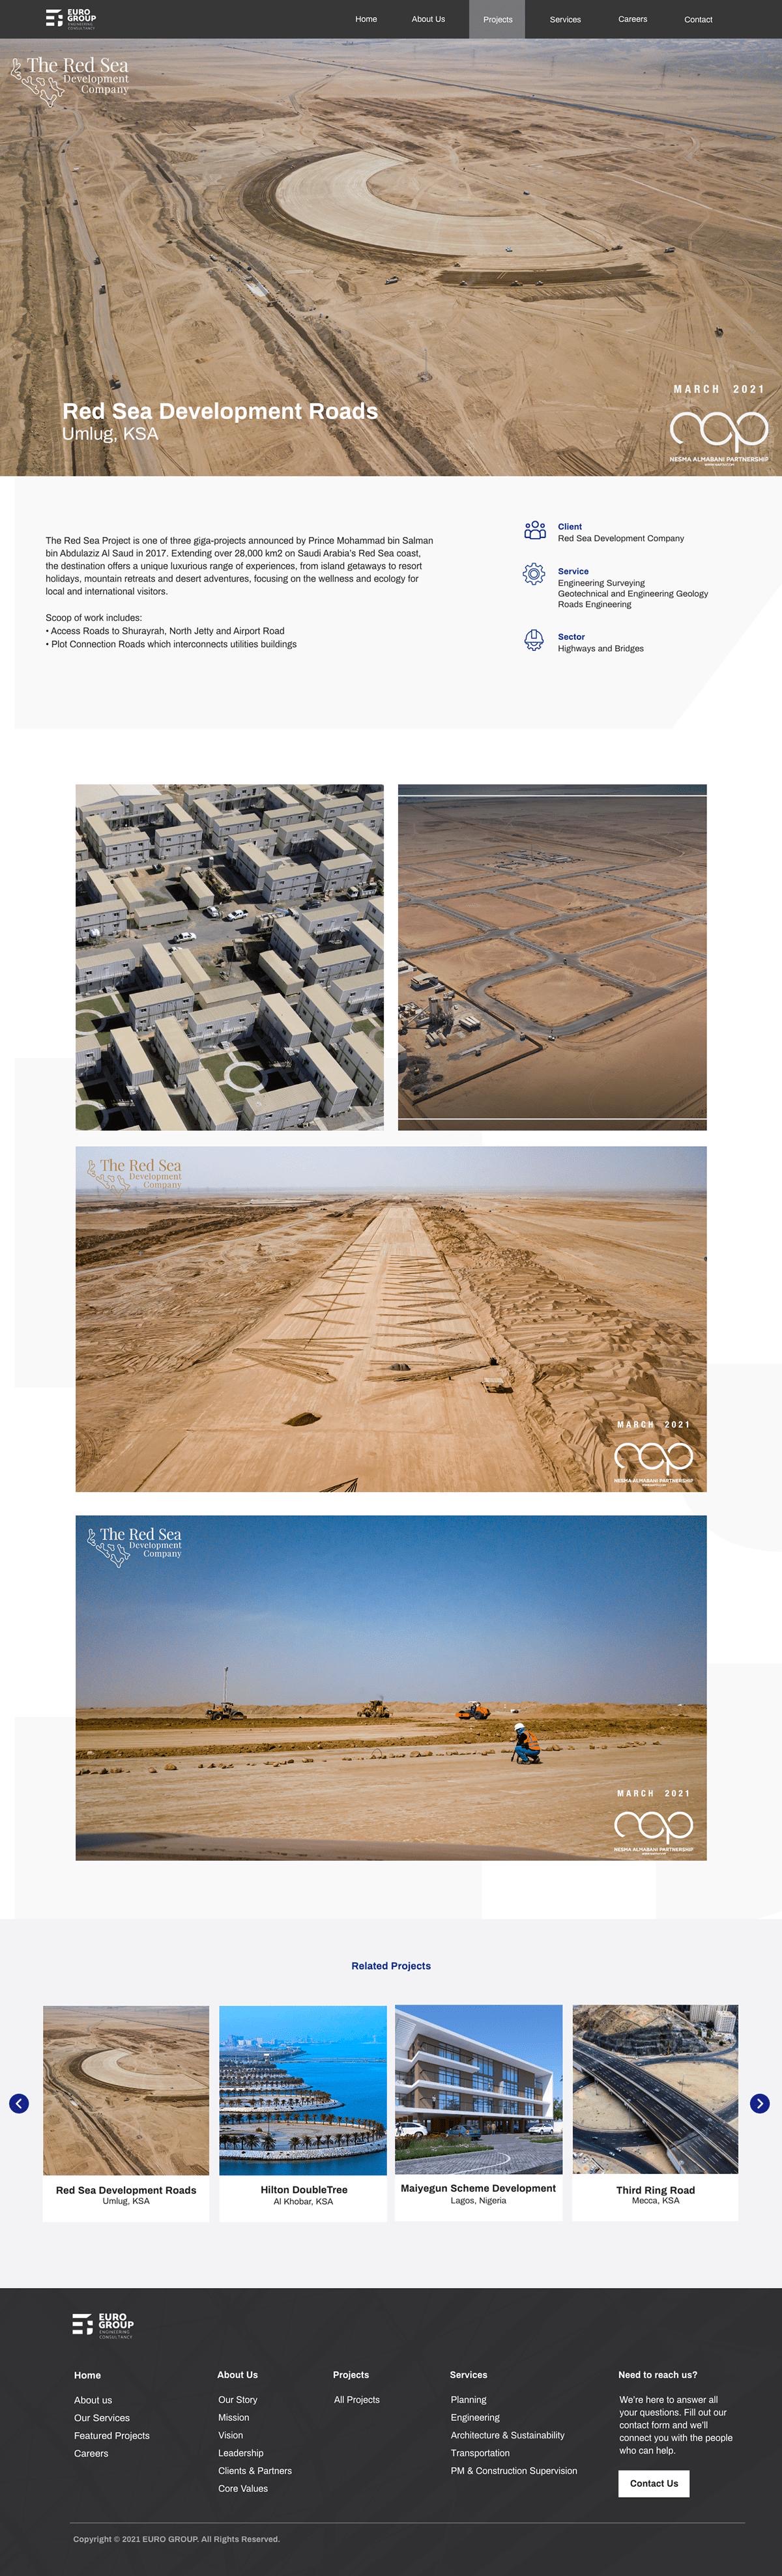 EURO
GROUP
ENGINEERING
CONSULTANCY
Home
About Us
Projects
Services
Careers
Contact
The Red Sea
Development
Company
MARCH 2021
Red Sea Development Roads
Umlug, KSA
nap
NESMA ALMABANI PARTNERSHIP
The Red Sea Project is one of three giga-projects announced by Prince Mohammad bin Salman
bin Abdulaziz Al Saud in 2017. Extending over 28,000 km2 on Saudi Arabia's Red Sea coast,
the destination offers a unique luxurious range of experiences, from island getaways to resort
holidays, mountain retreats and desert adventures, focusing on the wellness and ecology for
local and international visitors.
Scoop of work includes:
• Access Roads to Shurayrah, North Jetty and Airport Road
• Plot Connection Roads which interconnects utilities buildings
Client
Red Sea Development Company
Service
Engineering Surveying
Geotechnical and Engineering Geology
Roads Engineering
Sector
Highways and Bridges
The Red Sea
Development
Company
MARCH 2021
nap
NESMA ALMABANI PARTNERSHIP
The Red Sea
Development
Company
MARCH 2021
nap
NESMA ALMABANI PARTNERSHIP
Related Projects
Red Sea Development Roads
Umlug, KSA
Hilton DoubleTree
Al Khobar, KSA
Maiyegun Scheme Development
Lagos, Nigeria
Third Ring Road
Mecca, KSA
EURO
GROUP
ENGINEERING
CONSULTANCY
Home
About us
Our Services
Featured Projects
Careers
About Us
Our Story
Mission
Vision
Leadership
Clients & Partners
Core Values
Projects
All Projects
Services
Planning
Engineering
Architecture & Sustainability
Transportation
PM & Construction Supervision
Need to reach us?
We're here to answer all
your questions. Fill out our
contact form and we'll
connect you with the people
who can help.
Contact Us
Copyright © 2021 EURO GROUP. All Rights Reserved.